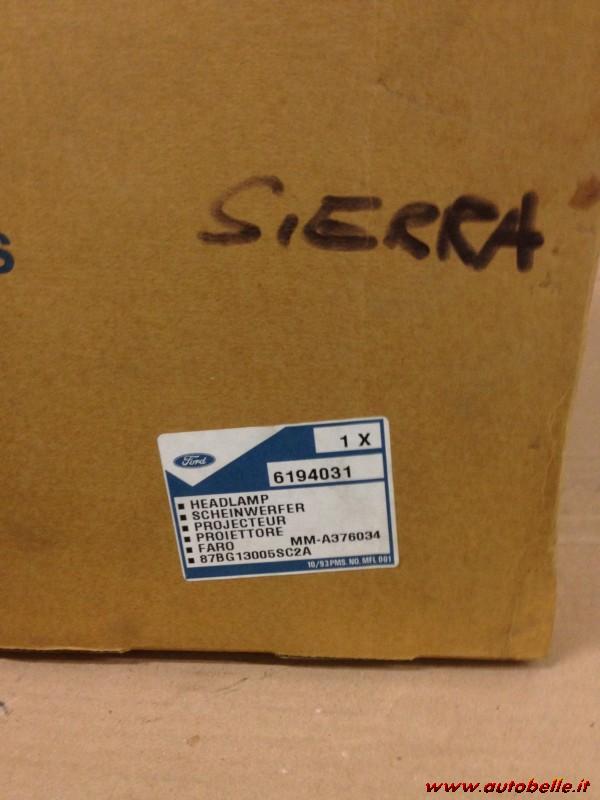 SIERRA
S
Ford
1 X
6194031
HEADLAMP
SCHEINWERFER
PROJECTEUR
PROIETTORE
FARO MM-A376034
87BG13005SC2A
10/93 PMS. NO. MFL 001
www.autobelle.it